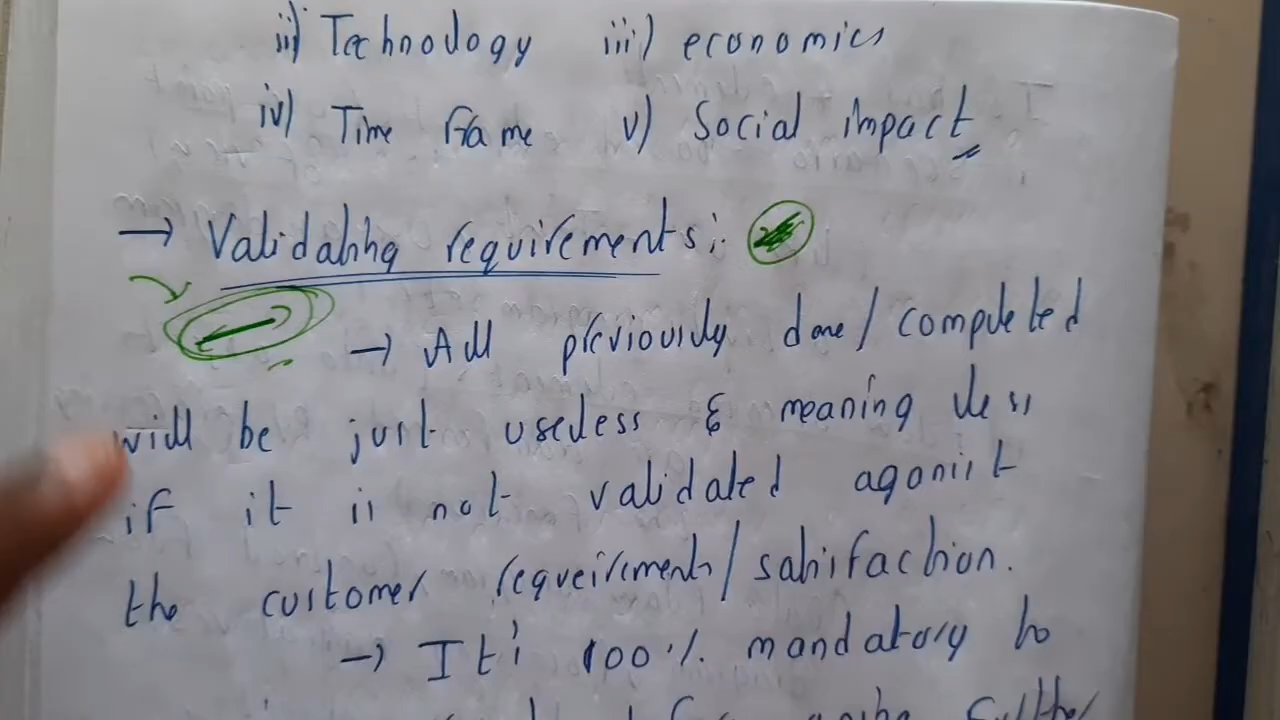 ii) Technology iii) economics
iv) Time frame v) Social impact
→ Validating requirements:
→ All previously done/completed
will be just useless & meaning less
if it is not validated against
the customer requirements/satisfaction.
→ It's 100% mandatory to